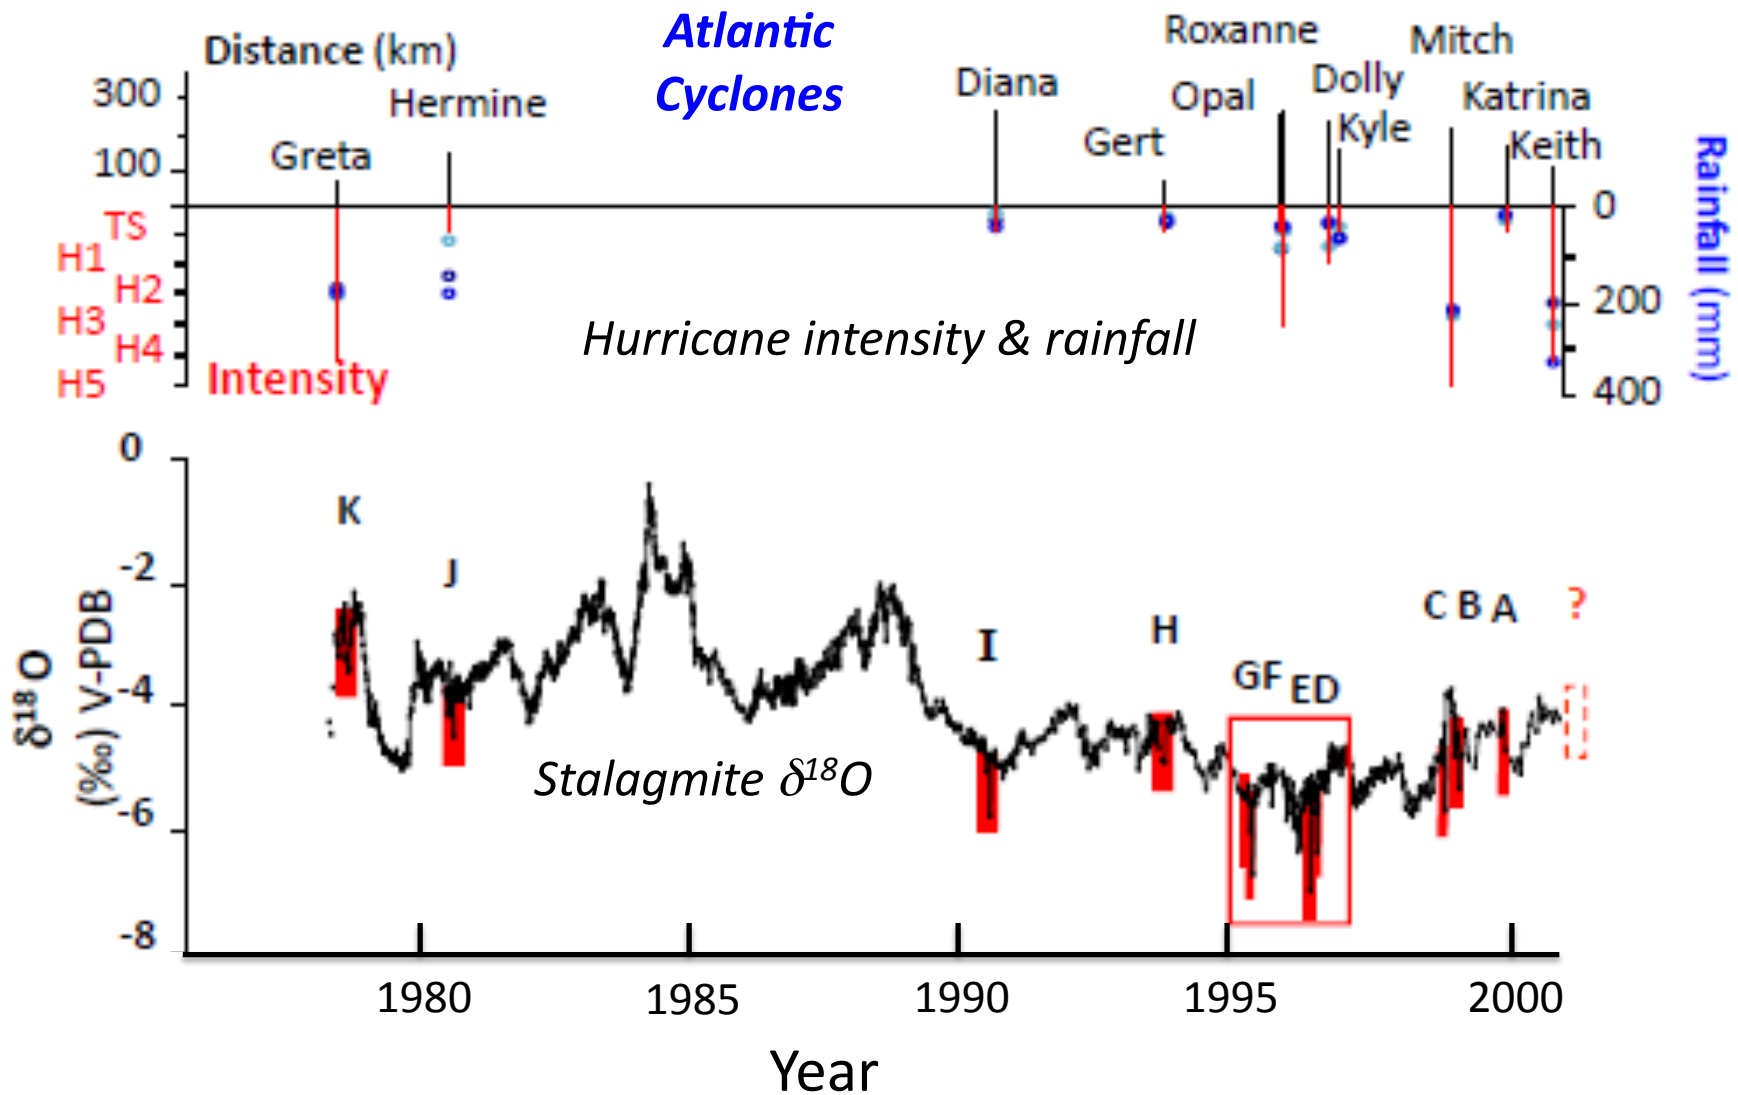 Atlantic
Cyclones
Distance (km)
300
100
Greta
Hermine
Diana
Gert
Roxanne
Opal
Dolly
Kyle
Mitch
Katrina
Keith
TS
H1
H2
H3
H4
H5
Intensity
Hurricane intensity & rainfall
0
200
400
Rainfall (mm)
0
-2
-4
-6
-8
δ¹⁸O
(‰) V-PDB
K
J
I
H
GF ED
C B A
?
Stalagmite δ¹⁸O
1980
1985
1990
1995
2000
Year